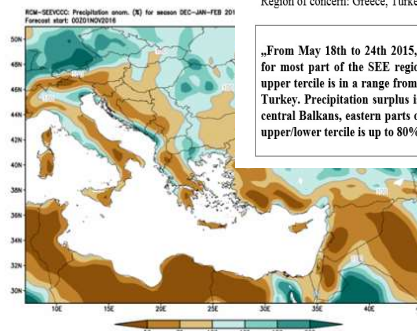 Region of concern: Greece, Turke
RCM-SEEVCCC: Precipitation anom. (%) for season DEC-JAN-FEB 201
Forecast start: 00Z01NOV2016
„From May 18th to 24th 2015,
for most part of the SEE regio
upper tercile is in a range from
Turkey. Precipitation surplus i
central Balkans, eastern parts o
upper/lower tercile is up to 80%
50N
48N
46N
44N
42N
40N
38N
36N
34N
32N
30N
10E
15E
20E
25E
30E
35E
40E